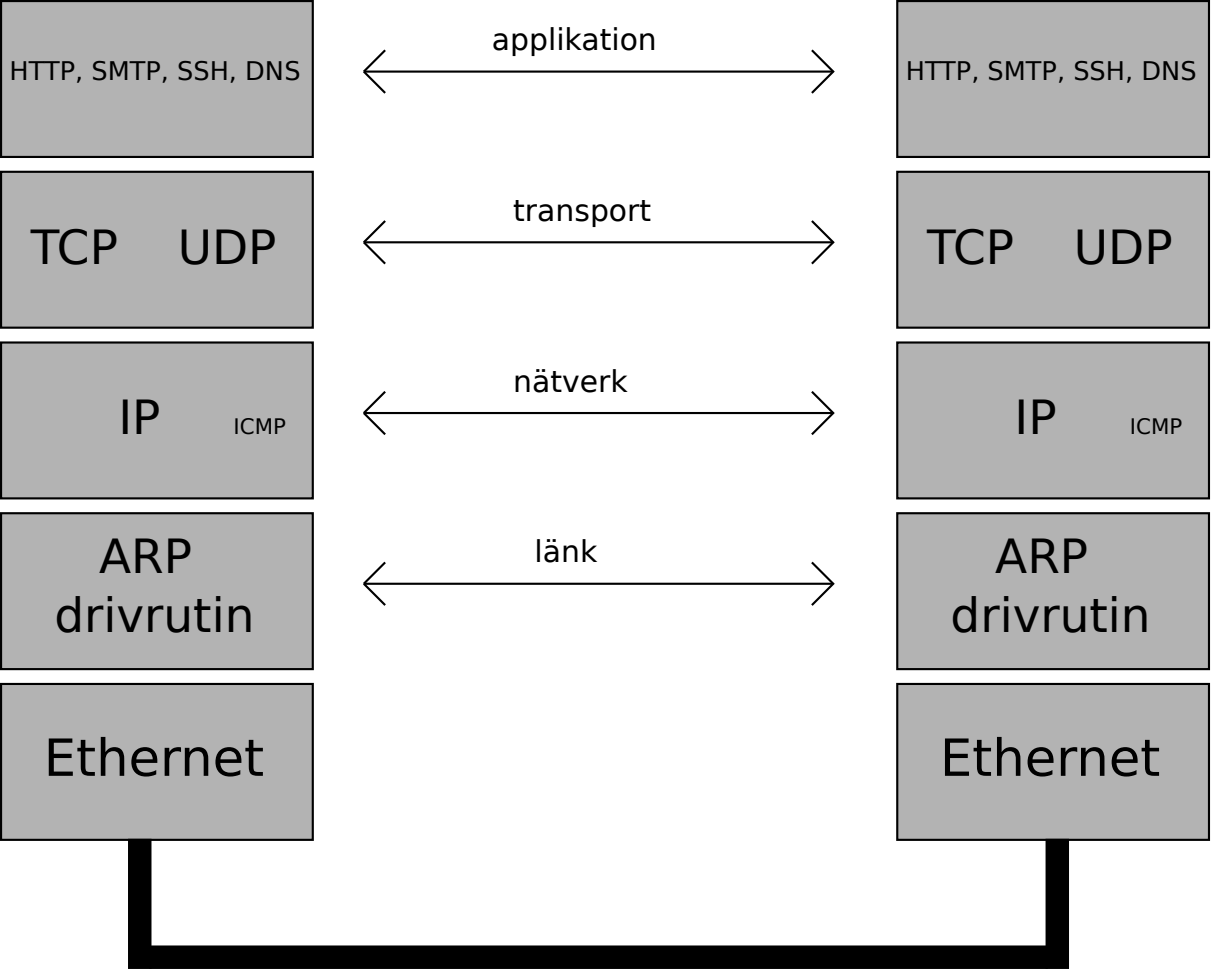 applikation
HTTP, SMTP, SSH, DNS
HTTP, SMTP, SSH, DNS
transport
TCP UDP
TCP UDP
nätverk
IP ICMP
IP ICMP
länk
ARP
drivrutin
ARP
drivrutin
Ethernet
Ethernet